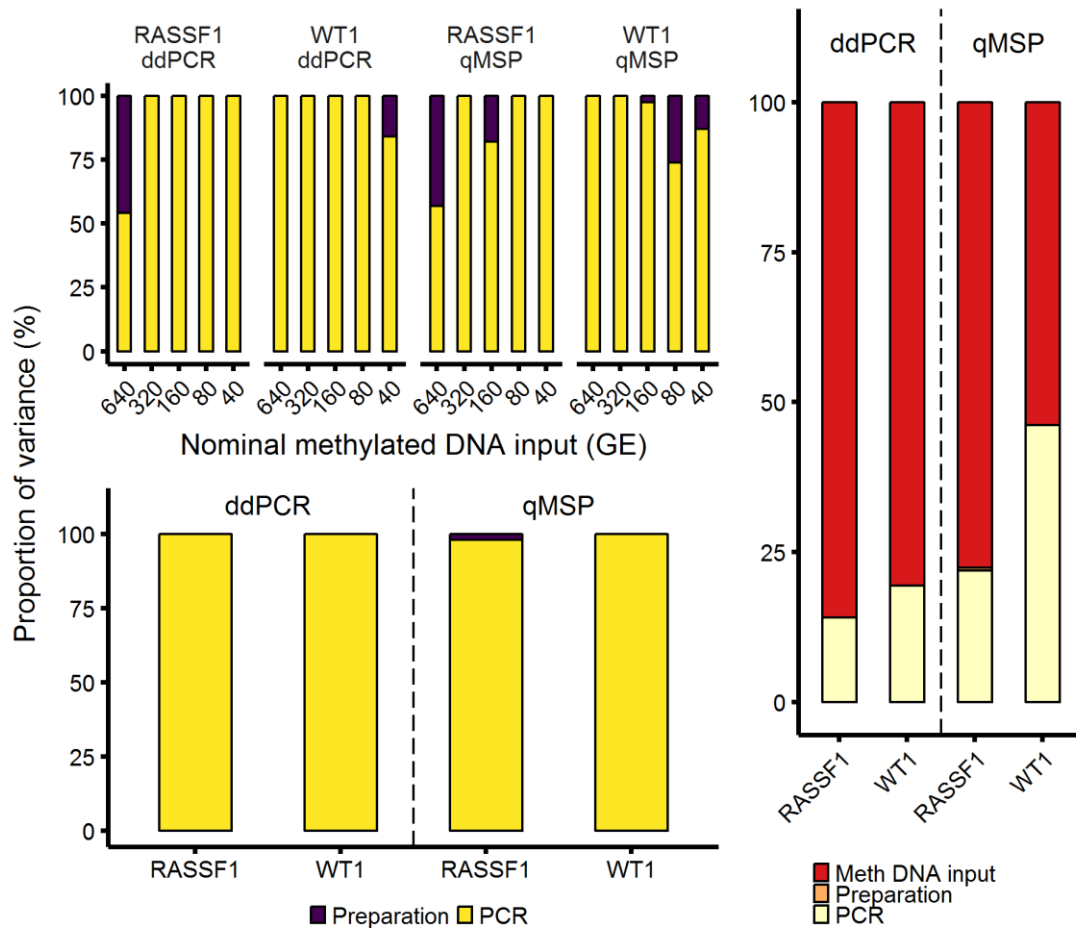 Proportion of variance (%)
RASSF1 ddPCR
WT1 ddPCR
RASSF1 qMSP
WT1 qMSP
100
75
50
25
0
640 320 160 80 40
640 320 160 80 40
640 320 160 80 40
640 320 160 80 40
Nominal methylated DNA input (GE)
ddPCR qMSP
100
75
50
25
0
RASSF1 WT1 RASSF1 WT1
Preparation PCR
ddPCR qMSP
100
75
50
25
0
RASSF1 WT1 RASSF1 WT1
Meth DNA input
Preparation
PCR